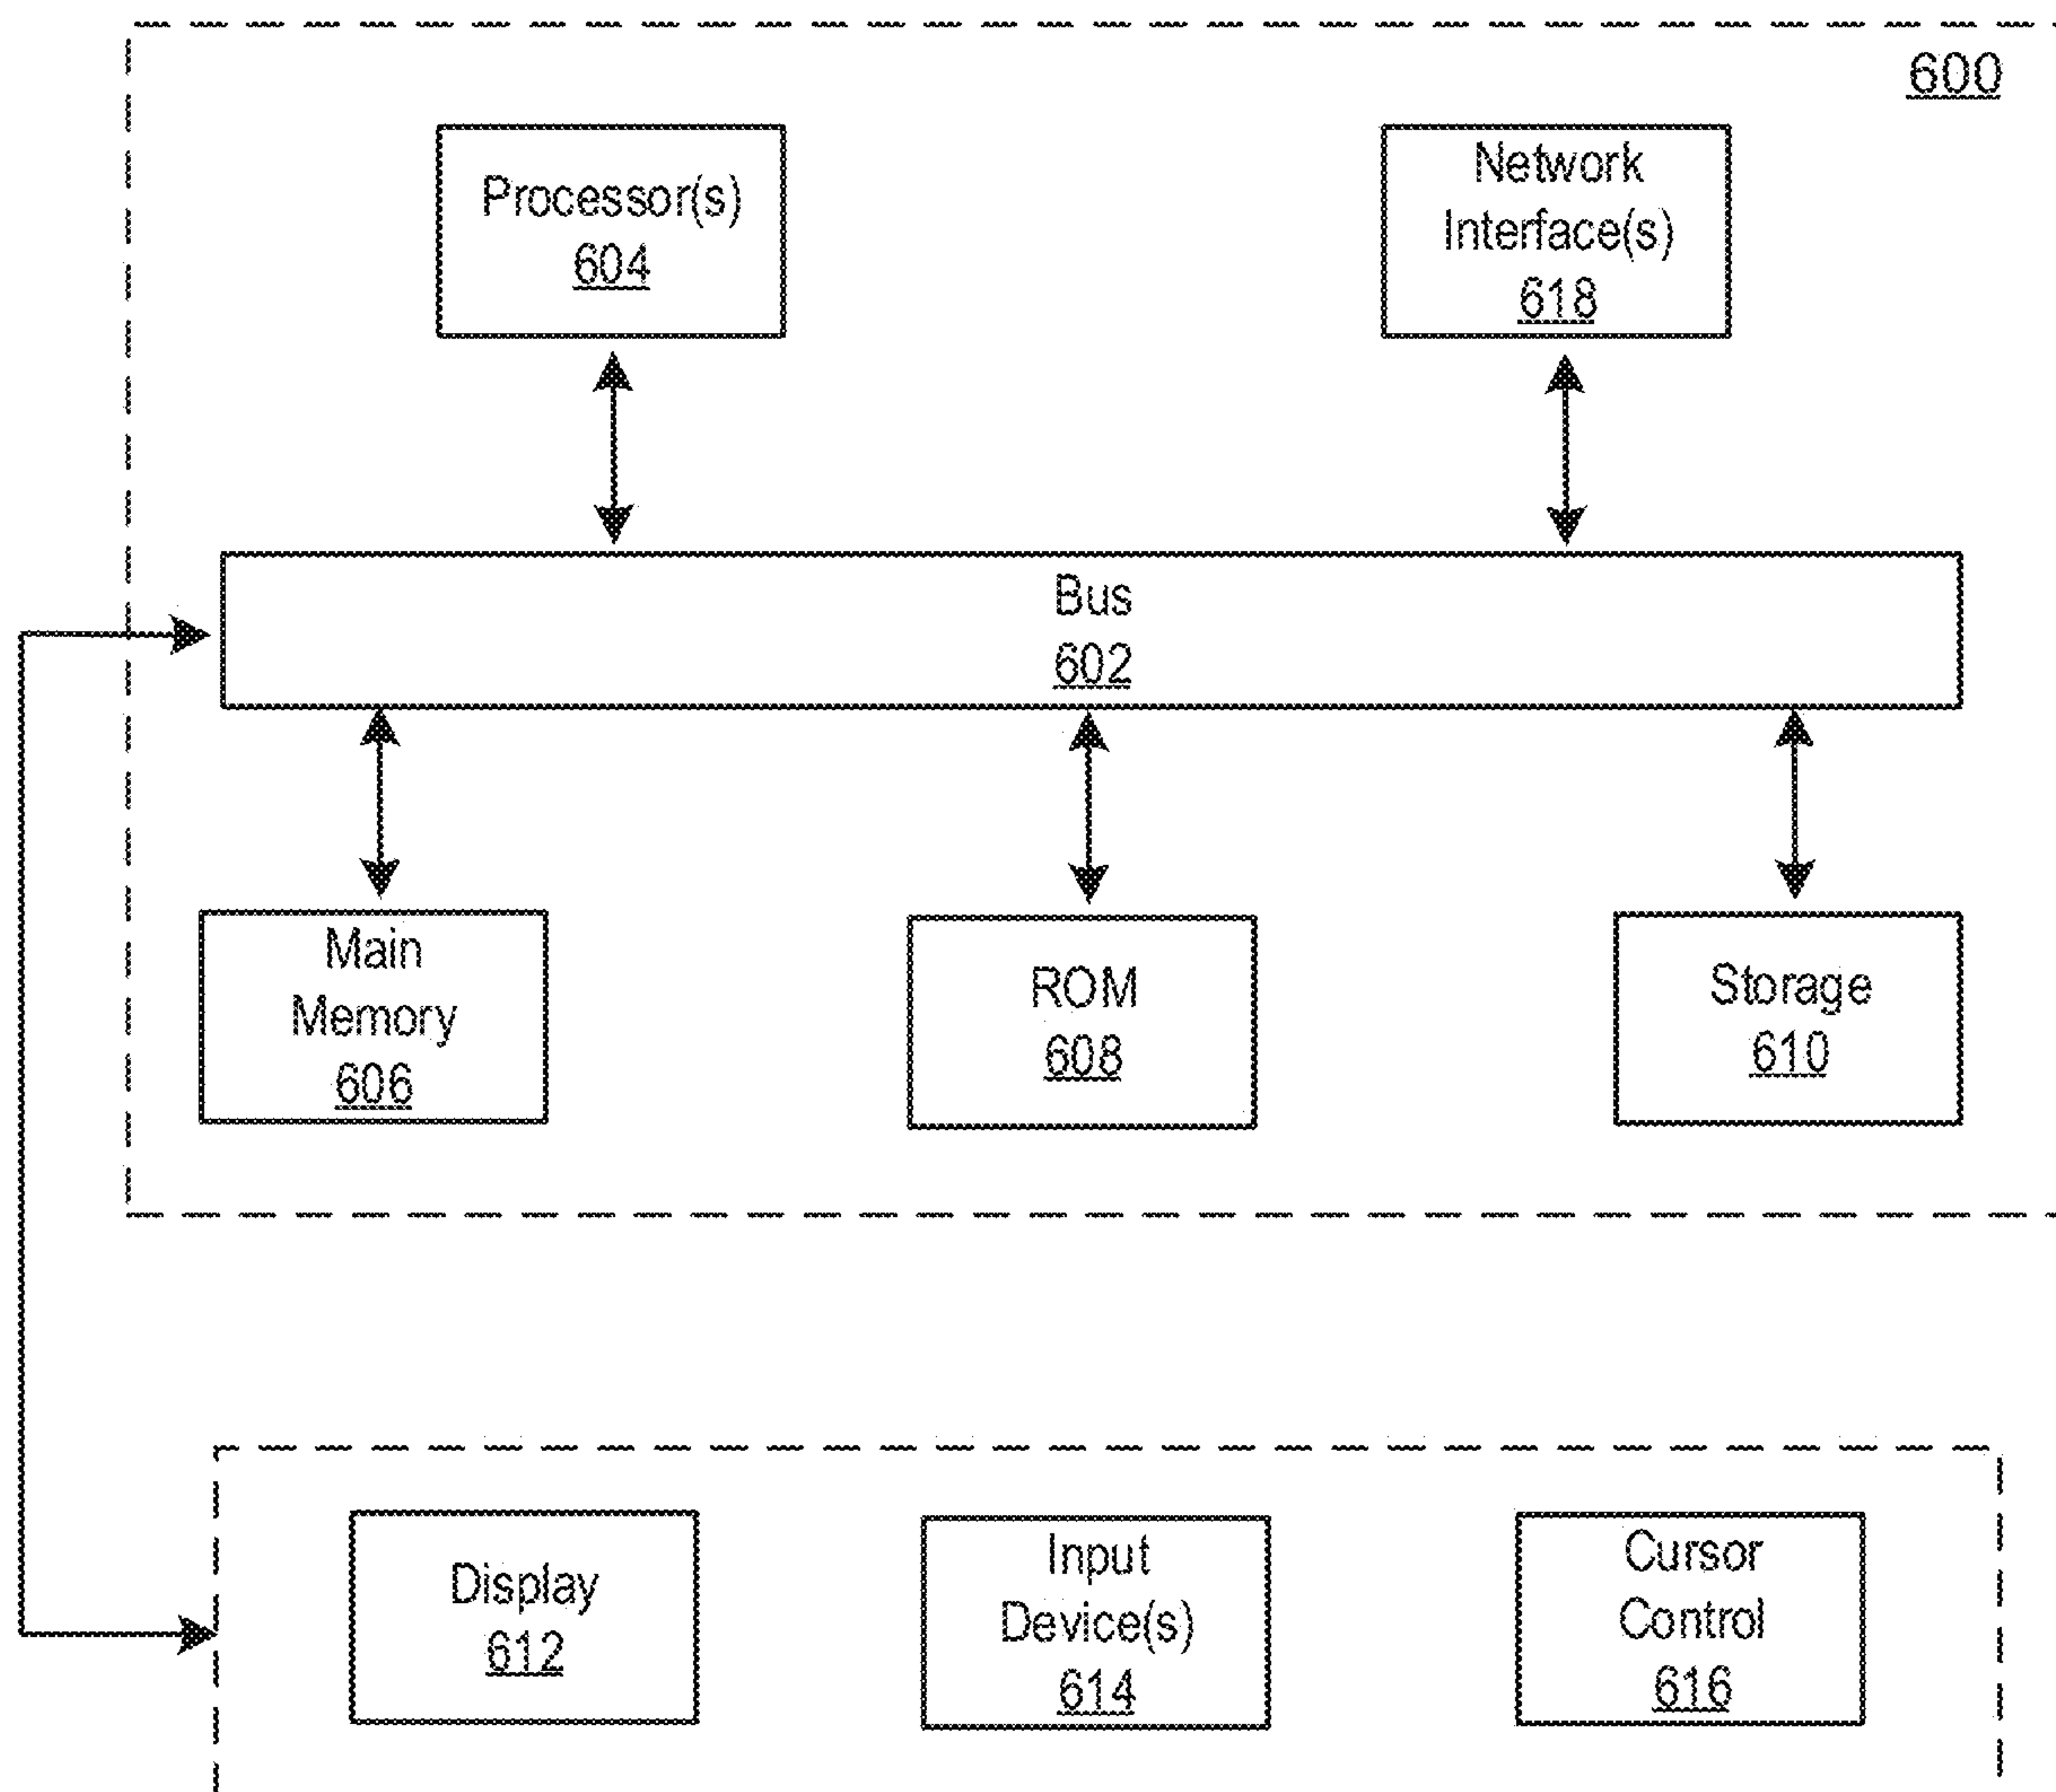 600
Processor(s)
604
Network
Interface(s)
618
Bus
602
Main
Memory
606
ROM
608
Storage
610
Display
612
Input
Device(s)
614
Cursor
Control
616